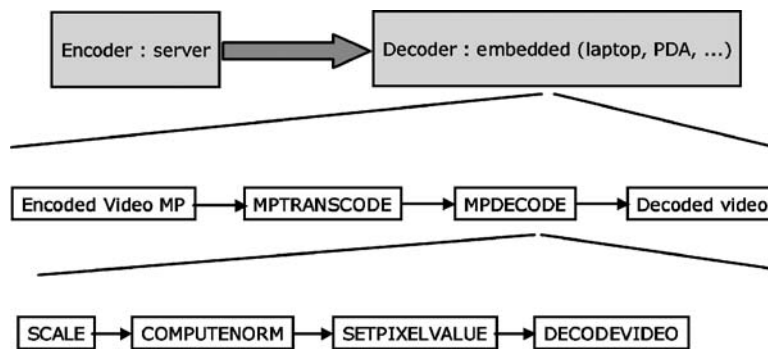 Encoder : server
Decoder : embedded (laptop, PDA, ...)
Encoded Video MP
MPTRANSCODE
MPDECODE
Decoded video
SCALE
COMPUTENORM
SETPIXELVALUE
DECODEVIDEO